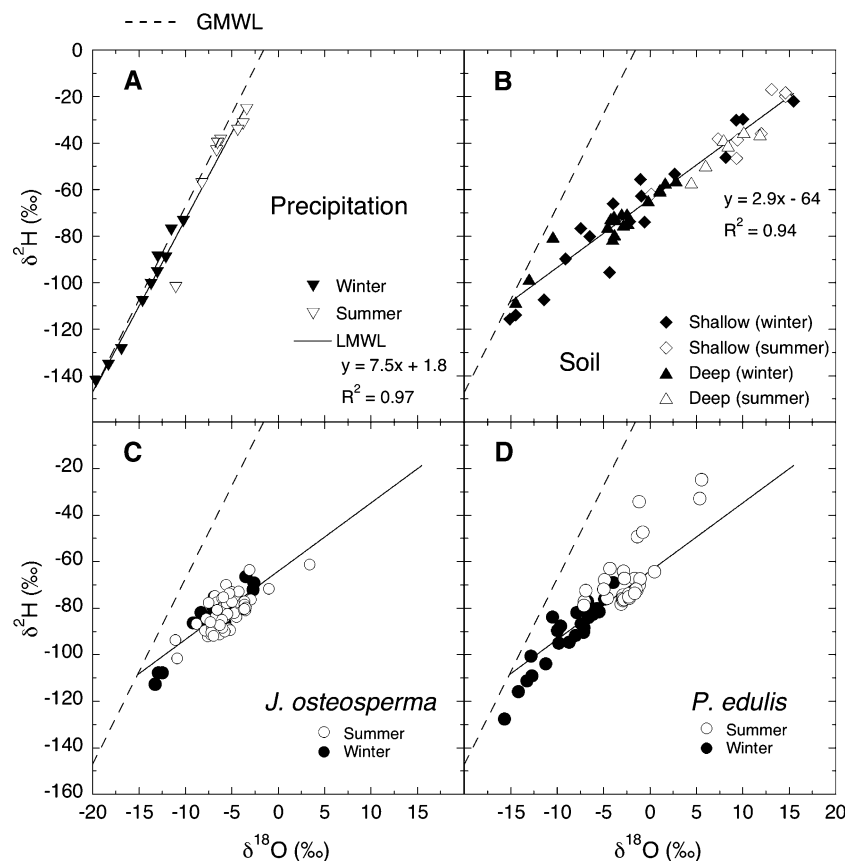 GMWL
A
0
-20
-40
-60
-80
-100
-120
-140
δ²H (‰)
Precipitation
Winter
Summer
LMWL
y = 7.5x + 1.8
R² = 0.97
B
y = 2.9x - 64
R² = 0.94
Soil
Shallow (winter)
Shallow (summer)
Deep (winter)
Deep (summer)
C
-20
-40
-60
-80
-100
-120
-140
-160
δ²H (‰)
J. osteosperma
Summer
Winter
-20 -15 -10 -5 0 5 10 15
δ¹⁸O (‰)
D
P. edulis
Summer
Winter
-15 -10 -5 0 5 10 15 20
δ¹⁸O (‰)